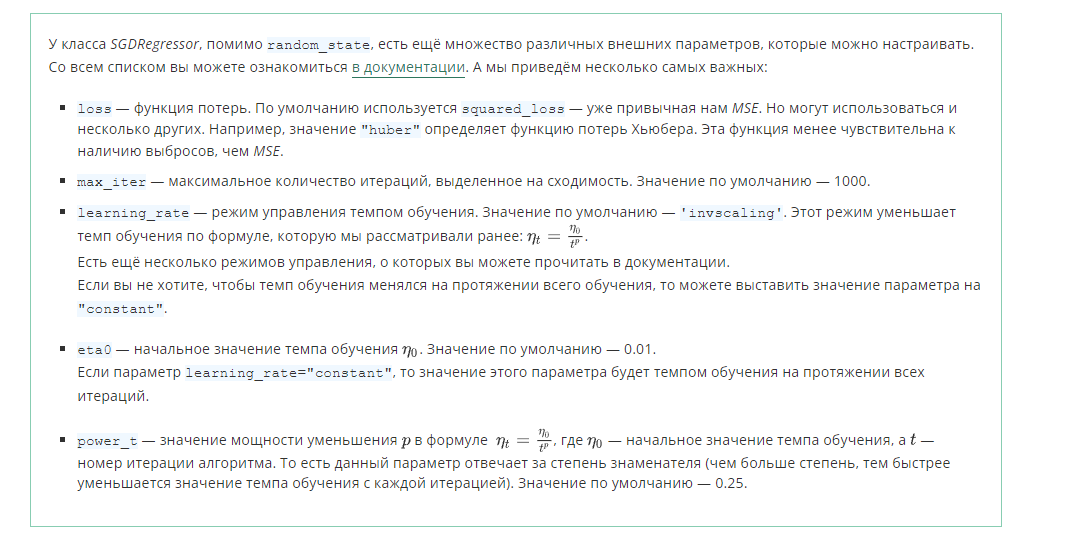 У класса SGDRegressor, помимо random_state, есть ещё множество различных внешних параметров, которые можно настраивать.
Со всем списком вы можете ознакомиться в документации. А мы приведём несколько самых важных:
▪ loss — функция потерь. По умолчанию используется squared_loss — уже привычная нам MSE. Но могут использоваться и
несколько других. Например, значение "huber" определяет функцию потерь Хьюбера. Эта функция менее чувствительна к
наличию выбросов, чем MSE.
▪ max_iter — максимальное количество итераций, выделенное на сходимость. Значение по умолчанию — 1000.
▪ learning_rate — режим управления темпом обучения. Значение по умолчанию — 'invscaling'. Этот режим уменьшает
темп обучения по формуле, которую мы рассматривали ранее: ηt = η0/t^p.
Есть ещё несколько режимов управления, о которых вы можете прочитать в документации.
Если вы не хотите, чтобы темп обучения менялся на протяжении всего обучения, то можете выставить значение параметра на
"constant".
▪ eta0 — начальное значение темпа обучения η0. Значение по умолчанию — 0.01.
Если параметр learning_rate="constant", то значение этого параметра будет темпом обучения на протяжении всех
итераций.
▪ power_t — значение мощности уменьшения p в формуле ηt = η0/t^p, где η0 — начальное значение темпа обучения, а t —
номер итерации алгоритма. То есть данный параметр отвечает за степень знаменателя (чем больше степень, тем быстрее
уменьшается значение темпа обучения с каждой итерацией). Значение по умолчанию — 0.25.